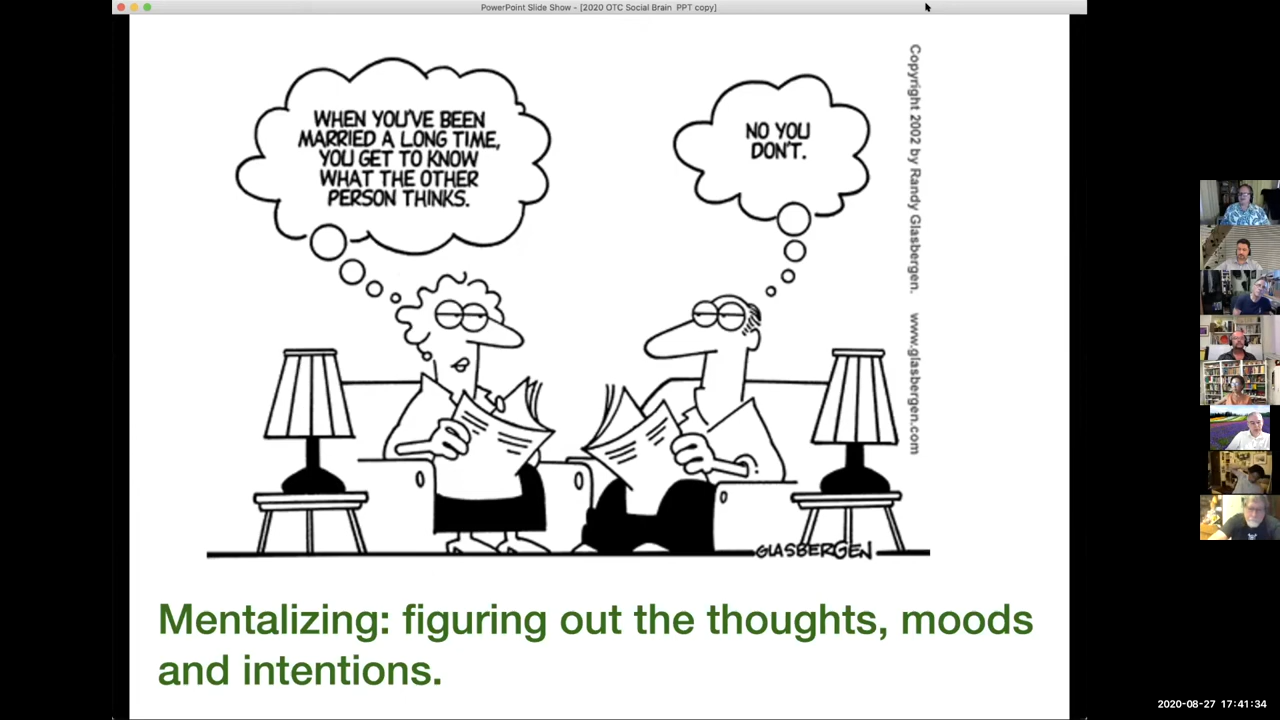 PowerPoint Slide Show - [2020 OTC Social Brain  PPT copy]
WHEN YOU'VE BEEN
MARRIED A LONG TIME,
YOU GET TO KNOW
WHAT THE OTHER
PERSON THINKS.
NO YOU
DON'T.
Copyright 2002 by Randy Glasbergen.  www.glasbergen.com
GLASBERGEN
Mentalizing: figuring out the thoughts, moods
and intentions.
2020-08-27  17:41:34